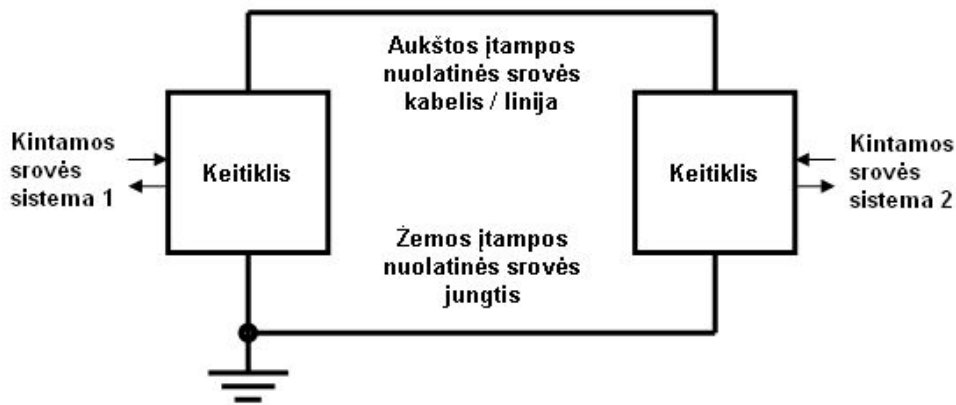 Aukštos įtampos
nuolatinės srovės
kabelis / linija
Kintamos
srovės
sistema 1
Keitiklis
Keitiklis
Kintamos
srovės
sistema 2
Žemos įtampos
nuolatinės srovės
jungtis